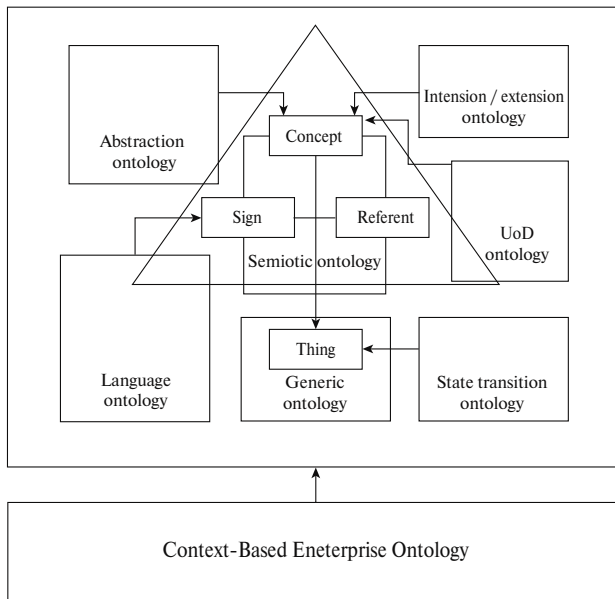 Abstraction
ontology
Intension / extension
ontology
Concept
Sign
Referent
Semiotic ontology
UoD
ontology
Language
ontology
Thing
Generic
ontology
State transition
ontology
Context-Based Eneterprise Ontology